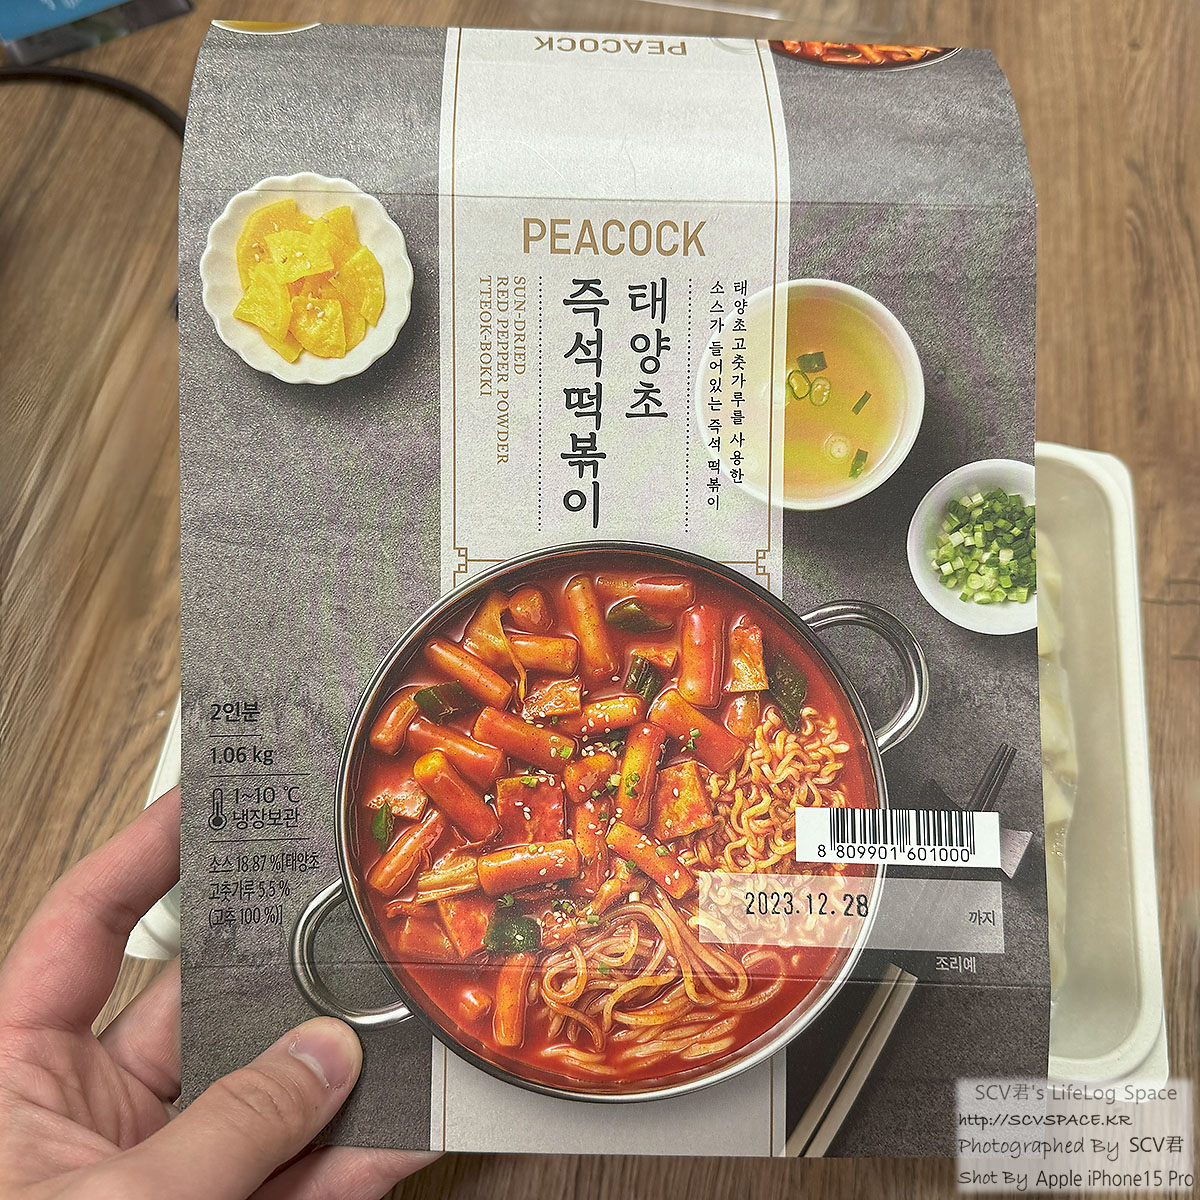 PEACOCK
PEACOCK
태양초고춧가루를 사용한
소스가 들어있는 즉석 떡볶이
태양초
즉석떡볶이
SUN-DRIED
RED PEPPER POWDER
TTEOK-BOKKI
2인분
1.06 kg
1~10 ℃
냉장보관
소스 18.87 %[태양초
고춧가루 5.5 %
(고추 100 %)]
8 809901 601000
2023.12.28
까지
조리예
SCV君's LifeLog Space
http://SCVSPACE.KR
Photographed By SCV君
Shot By Apple iPhone15 Pro